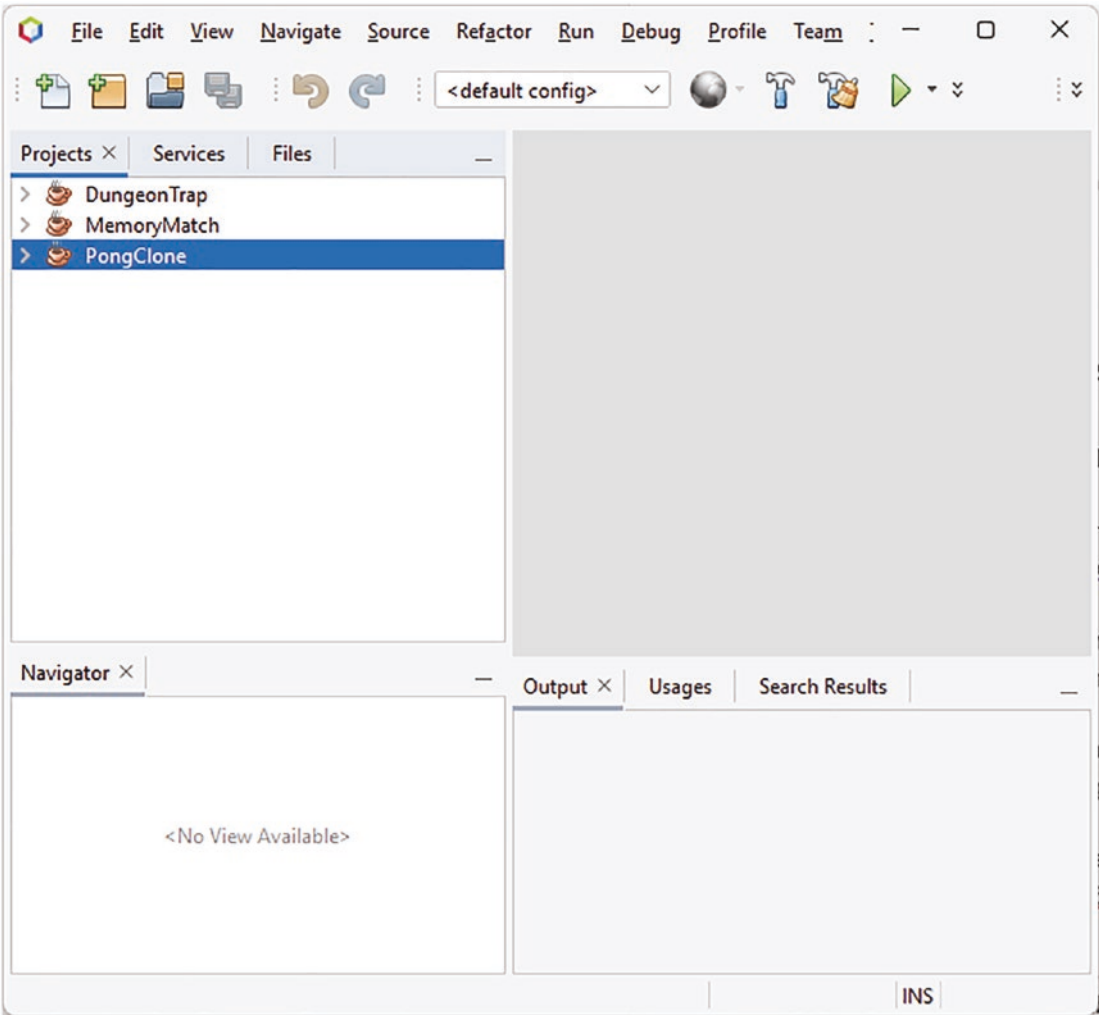 File Edit View Navigate Source Refactor Run Debug Profile Team
<default config>
Projects Services Files
DungeonTrap
MemoryMatch
PongClone
Navigator
<No View Available>
Output Usages Search Results
INS